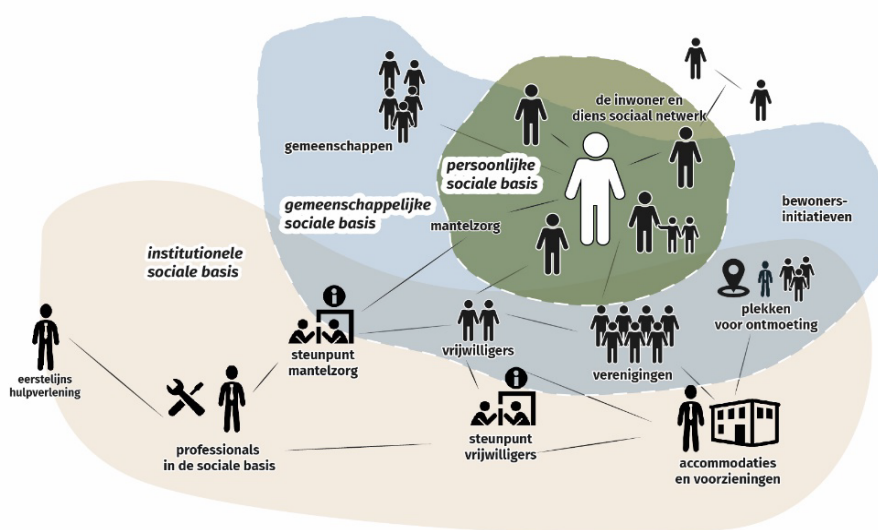 de inwoner en
diens sociaal netwerk
gemeenschappen
persoonlijke
sociale basis
gemeenschappelijke
sociale basis
bewoners-
initiatieven
mantelzorg
institutionele
sociale basis
plekken
voor ontmoeting
steunpunt
mantelzorg
vrijwilligers
verenigingen
eerstelijns
hulpverlening
professionals
in de sociale basis
steunpunt
vrijwilligers
accommodaties
en voorzieningen